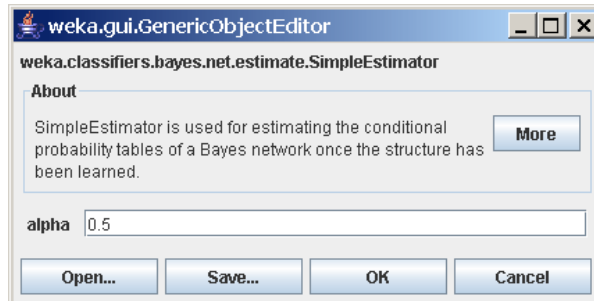 weka.gui.GenericObjectEditor
weka.classifiers.bayes.net.estimate.SimpleEstimator
About
SimpleEstimator is used for estimating the conditional
probability tables of a Bayes network once the structure has
been learned.
More
alpha 0.5
Open... Save... OK Cancel